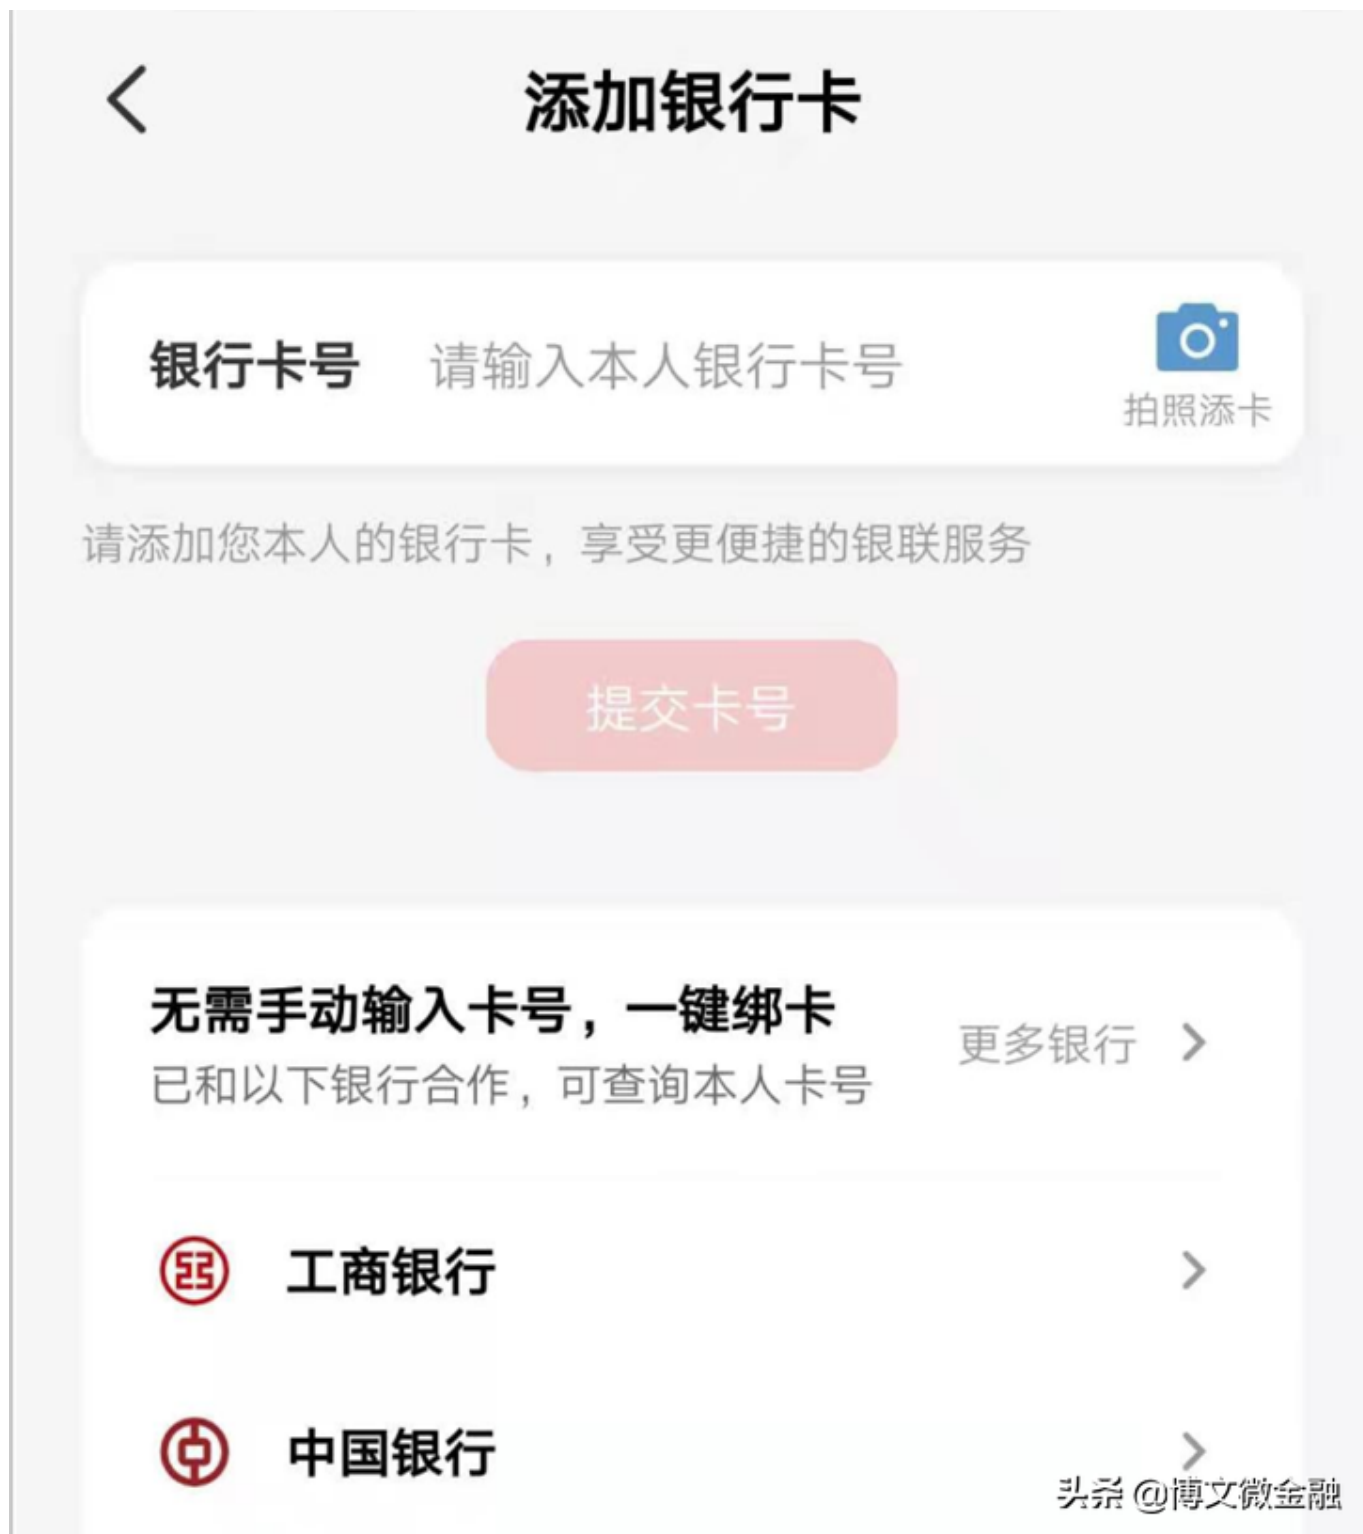 添加银行卡
银行卡号 请输入本人银行卡号
拍照添卡
请添加您本人的银行卡，享受更便捷的银联服务
提交卡号
无需手动输入卡号，一键绑卡
更多银行
已和以下银行合作，可查询本人卡号
工商银行
中国银行
头条 @博文微金融